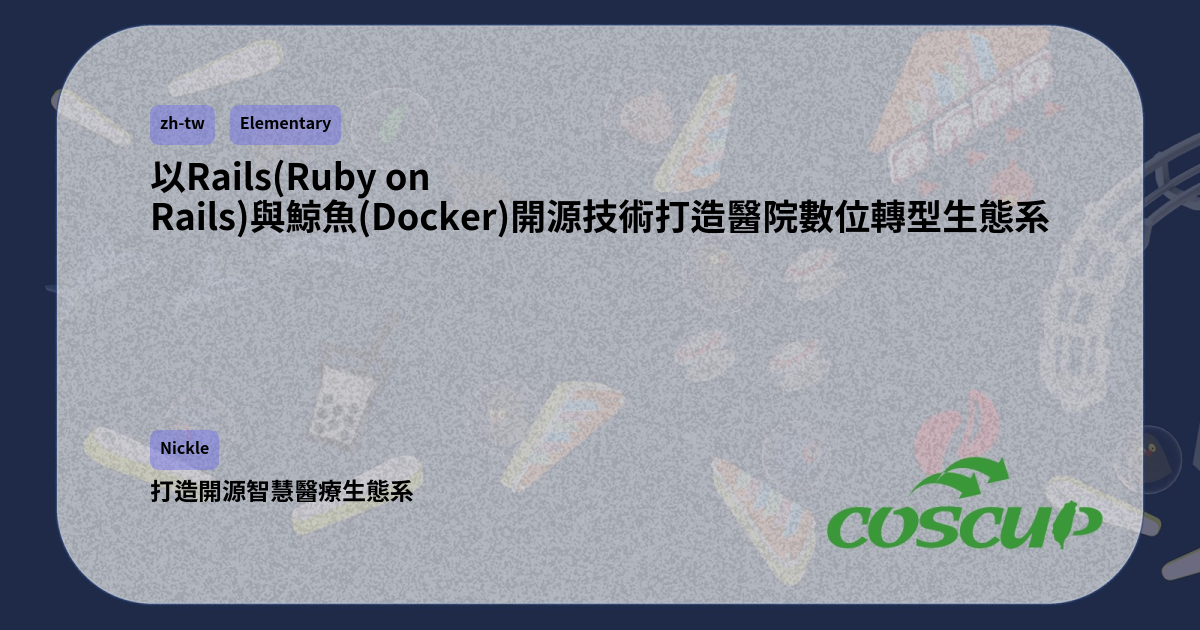 zh-tw Elementary
以Rails(Ruby on
Rails)與鯨魚(Docker)開源技術打造醫院數位轉型生態系
Nickle
打造開源智慧醫療生態系
COSCUP